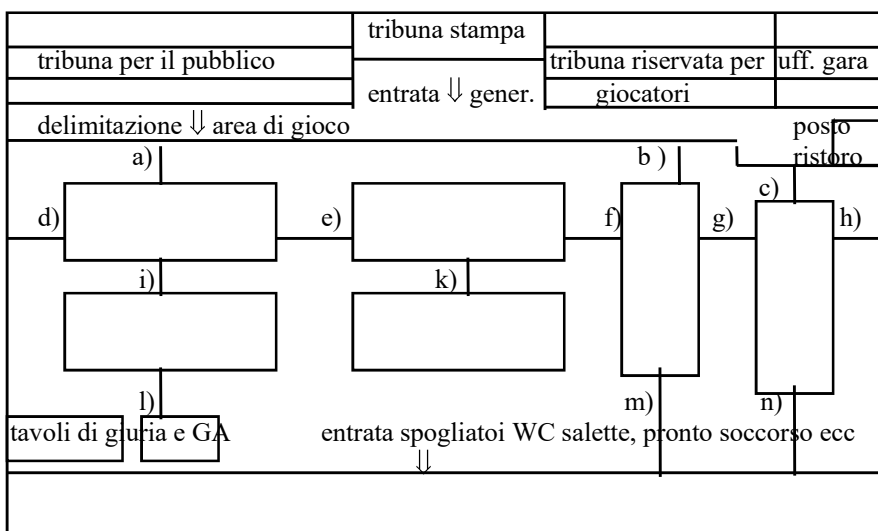 tribuna stampa
tribuna per il pubblico
tribuna riservata per
uff. gara
entrata ⇓ gener.
giocatori
delimitazione ⇓ area di gioco
posto
ristoro
a)
b )
c)
d)
e)
f)
g)
h)
i)
k)
l)
m)
n)
tavoli di giuria e GA
entrata spogliatoi WC salette, pronto soccorso ecc
⇓